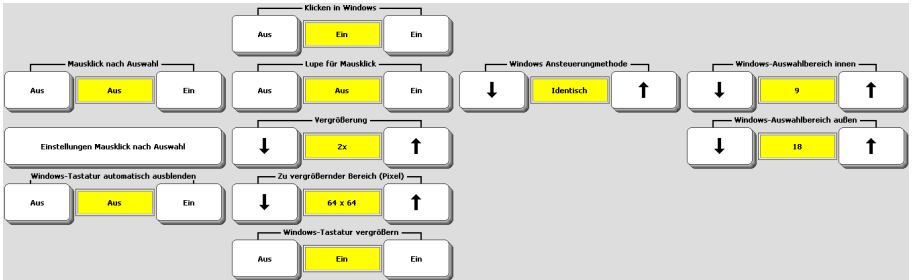 Klicken in Windows
Aus Ein Ein
Mausklick nach Auswahl Lupe für Mausklick Windows Ansteuerungmethode Windows-Auswahlbereich innen
Aus Aus Ein Aus Aus Ein ↓ Identisch ↑ ↓ 9 ↑
Vergrößerung Windows-Auswahlbereich außen
Einstellungen Mausklick nach Auswahl ↓ 2x ↑ ↓ 18 ↑
Windows-Tastatur automatisch ausblenden Zu vergrößernder Bereich (Pixel)
Aus Aus Ein ↓ 64 x 64 ↑
Windows-Tastatur vergrößern
Aus Ein Ein